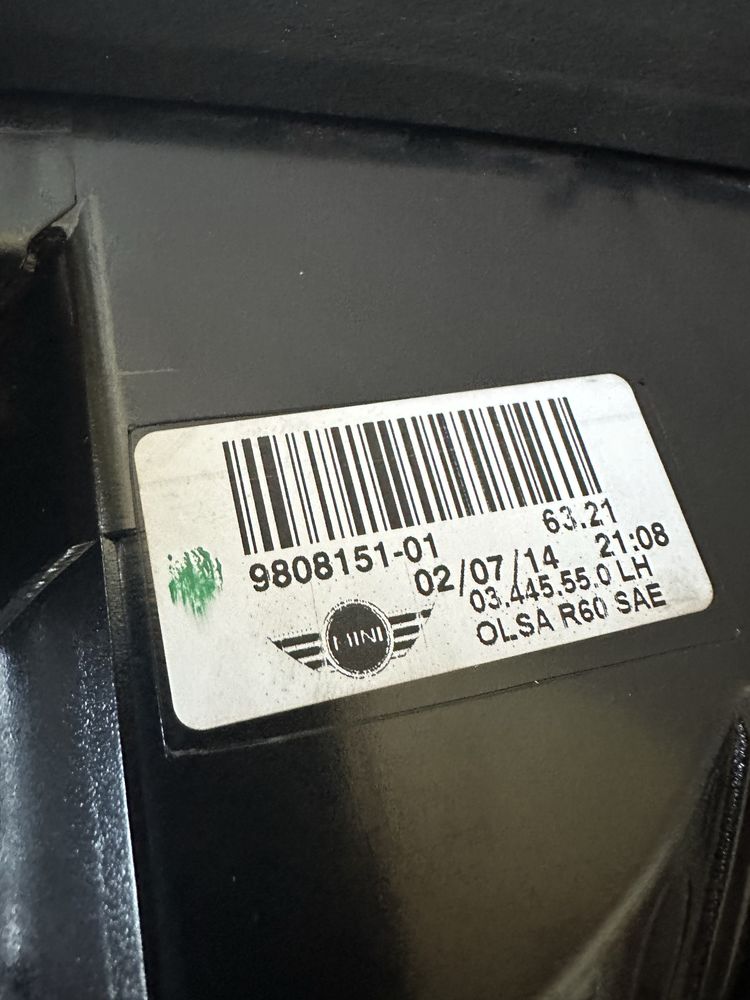 63.21
9808151-01
02/07/14 21:08
03.445.55.0 LH
OLSA R60 SAE
MINI